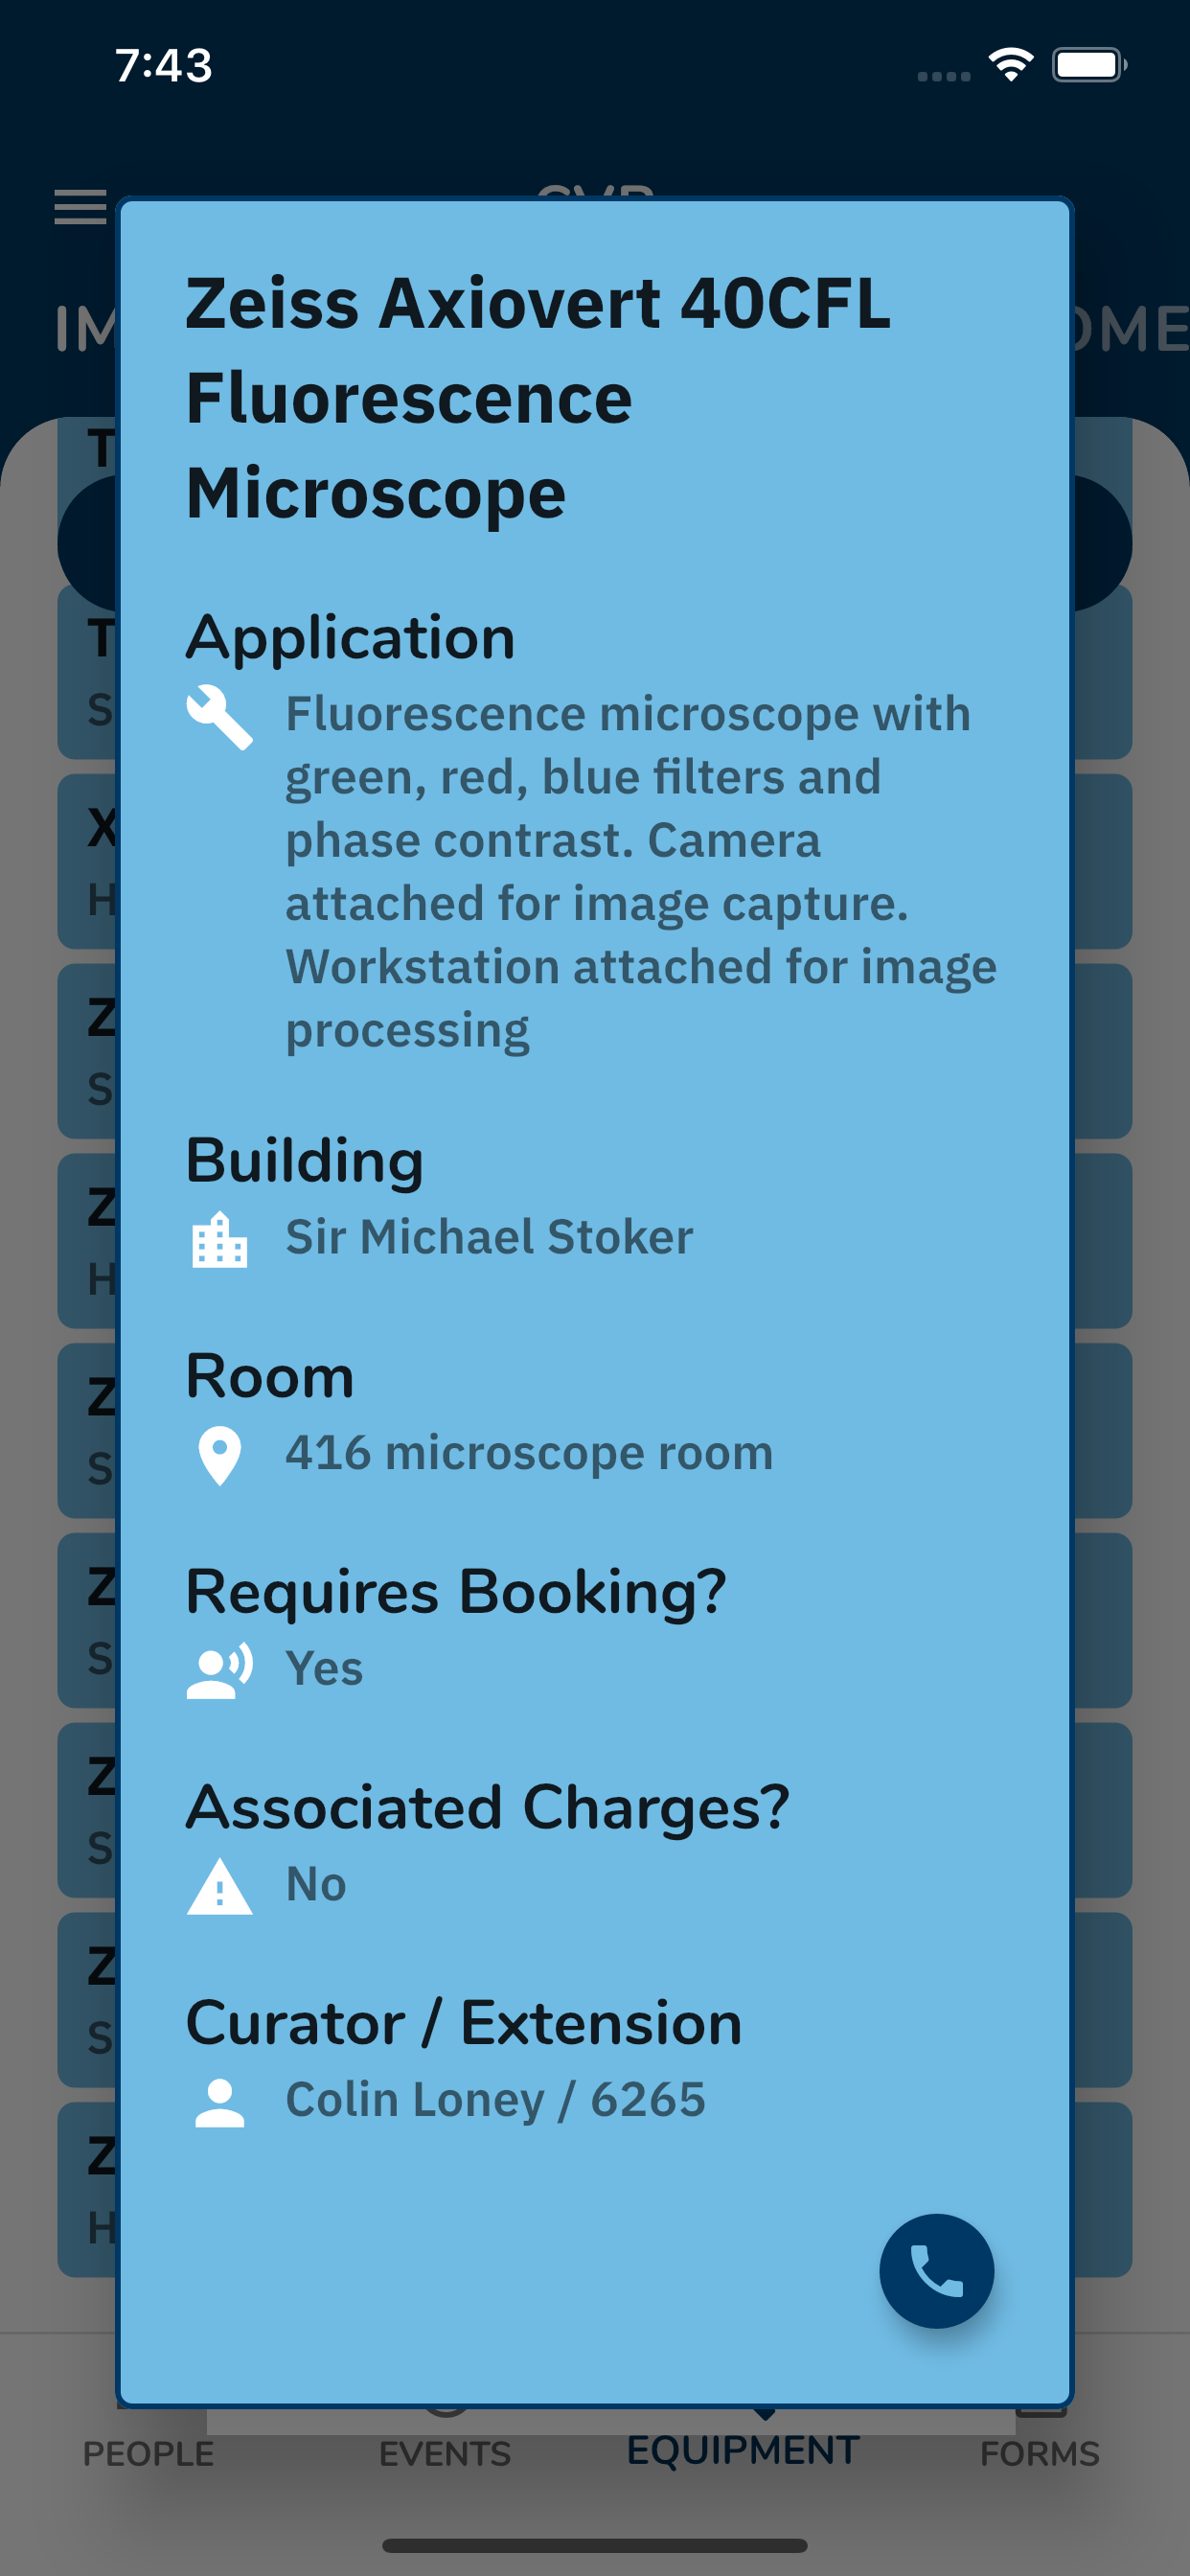 7:43
CVR
Zeiss Axiovert 40CFL
Fluorescence
Microscope
Application
Fluorescence microscope with
green, red, blue filters and
phase contrast. Camera
attached for image capture.
Workstation attached for image
processing
Building
Sir Michael Stoker
Room
416 microscope room
Requires Booking?
Yes
Associated Charges?
No
Curator / Extension
Colin Loney / 6265
PEOPLE
EVENTS
EQUIPMENT
FORMS